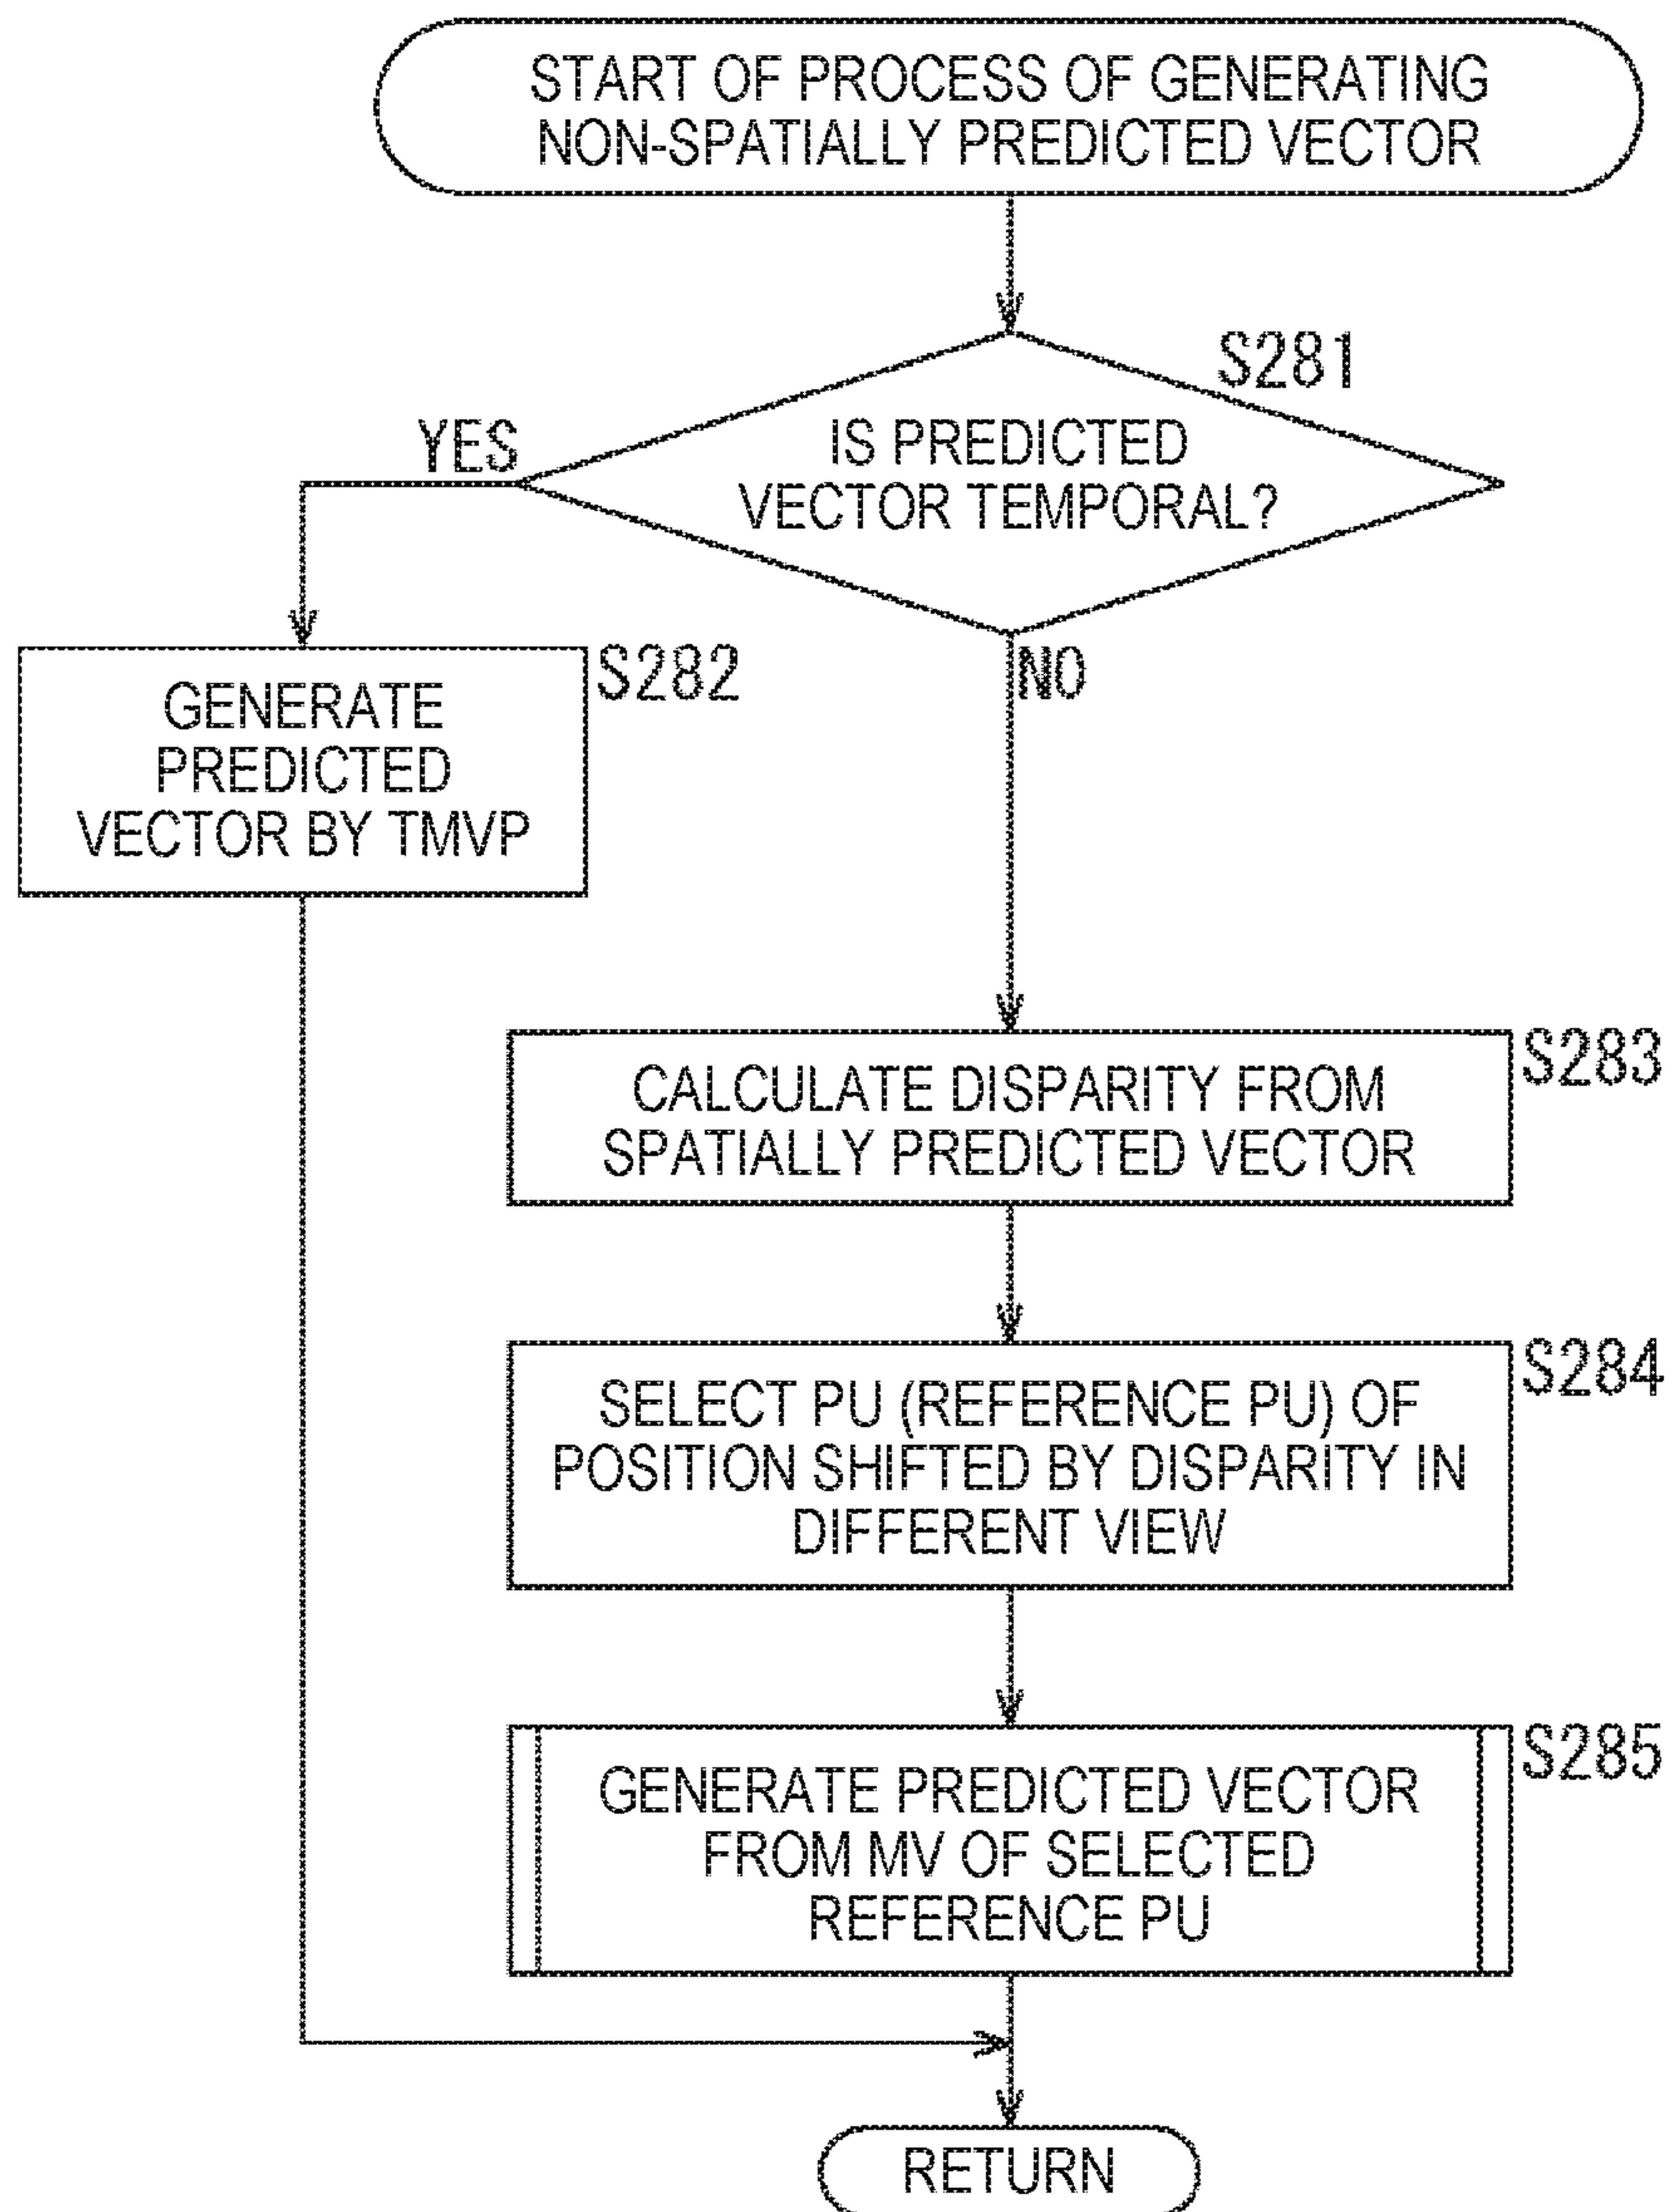 START OF PROCESS OF GENERATING
NON-SPATIALLY PREDICTED VECTOR
S281
YES
IS PREDICTED
VECTOR TEMPORAL?
S282
NO
GENERATE
PREDICTED
VECTOR BY TMVP
S283
CALCULATE DISPARITY FROM
SPATIALLY PREDICTED VECTOR
S284
SELECT PU (REFERENCE PU) OF
POSITION SHIFTED BY DISPARITY IN
DIFFERENT VIEW
S285
GENERATE PREDICTED VECTOR
FROM MV OF SELECTED
REFERENCE PU
RETURN